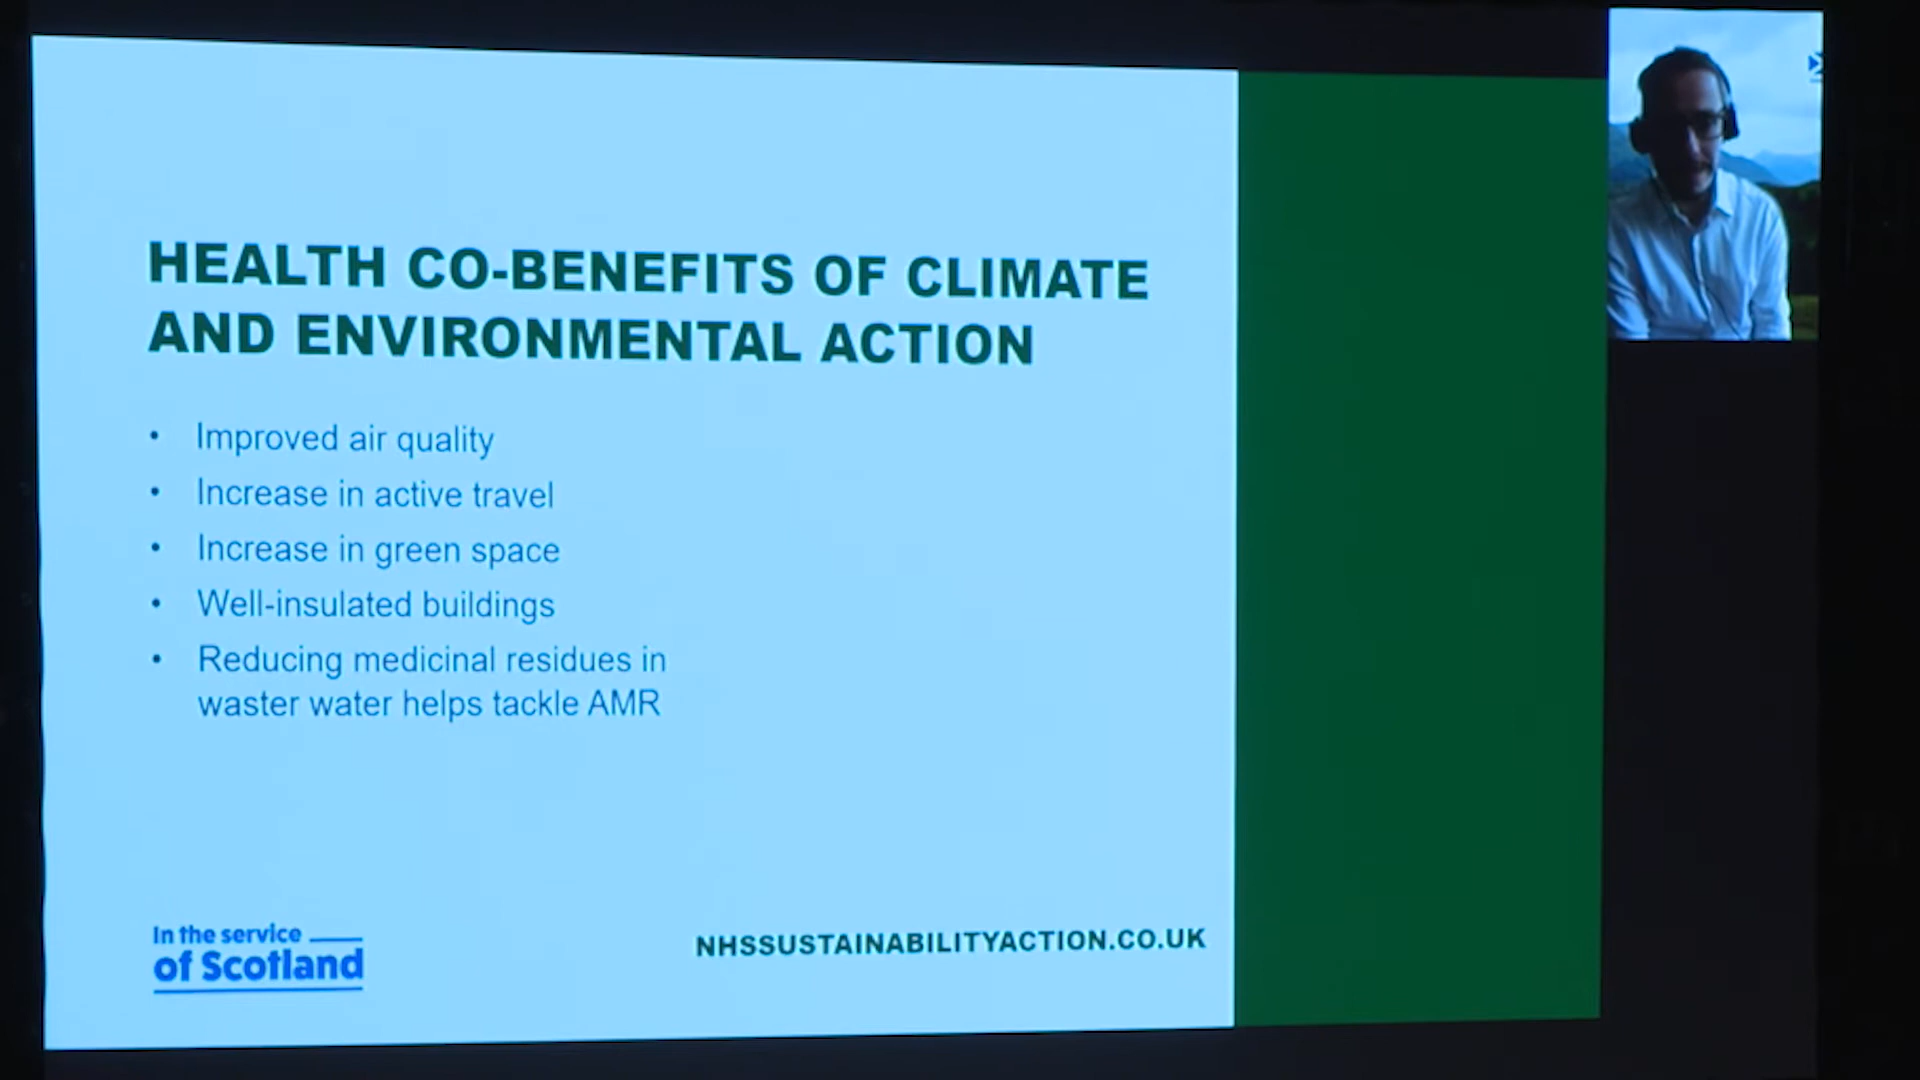 HEALTH CO-BENEFITS OF CLIMATE
AND ENVIRONMENTAL ACTION
• Improved air quality
• Increase in active travel
• Increase in green space
• Well-insulated buildings
• Reducing medicinal residues in
waster water helps tackle AMR
In the service
of Scotland
NHSSUSTAINABILITYACTION.CO.UK